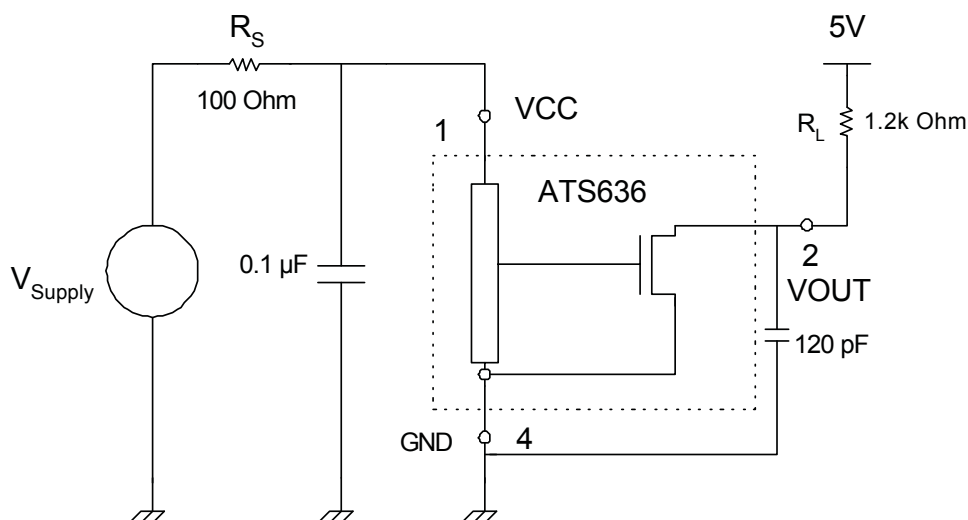 R_S
100 Ohm
5V
VCC
1
R_L 1.2k Ohm
ATS636
V_Supply
0.1 µF
2
VOUT
120 pF
GND 4